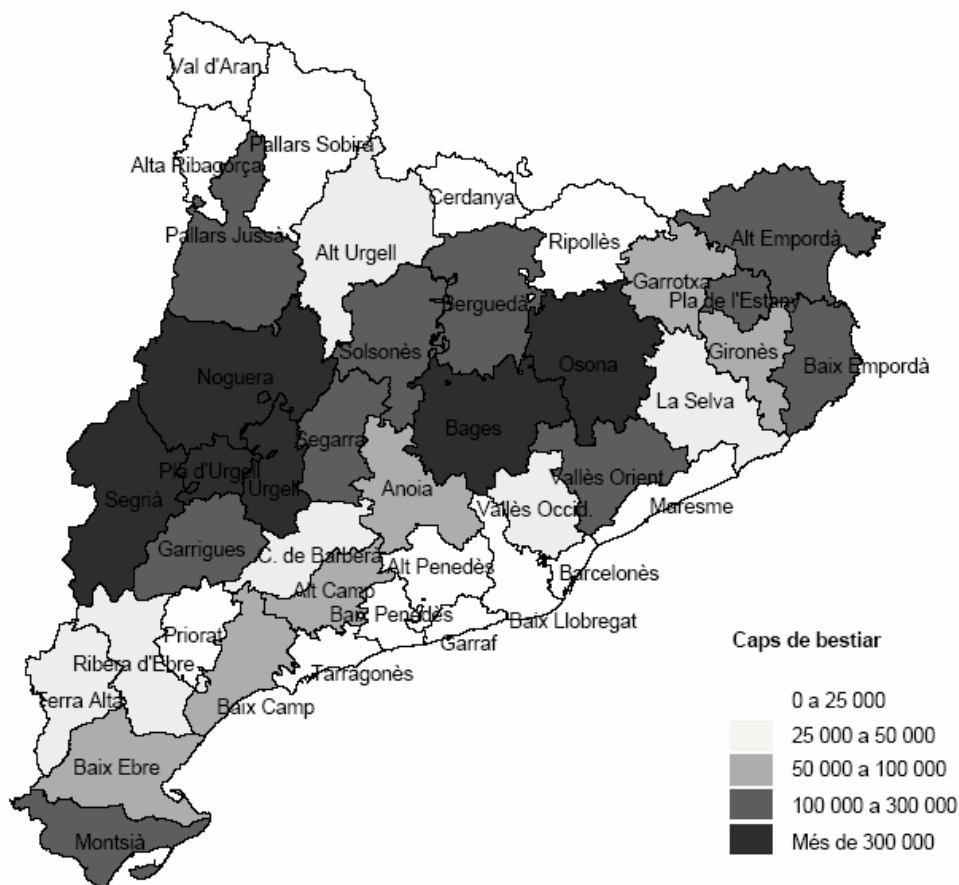 Val d'Aran
Pallars Sobirà
Alta Ribagorça
Cerdanya
Pallars Jussà
Alt Urgell
Ripollès
Alt Empordà
Garrotxa
Pla de l'Estany
Berguedà
Solsonès
Gironès
Baix Empordà
Noguera
Osona
La Selva
Bages
Segarra
Plà d'Urgell
Urgell
Segrià
Anoia
Vallès Orient.
Vallès Occid.
Maresme
Garrigues
C. de Barberà
Alt Penedès
Barcelonès
Alt Camp
Baix Penedès
Baix Llobregat
Priorat
Garraf
Ribera d'Ebre
Tarragonès
Terra Alta
Baix Camp
Baix Ebre
Montsià
Caps de bestiar
0 a 25 000
25 000 a 50 000
50 000 a 100 000
100 000 a 300 000
Més de 300 000